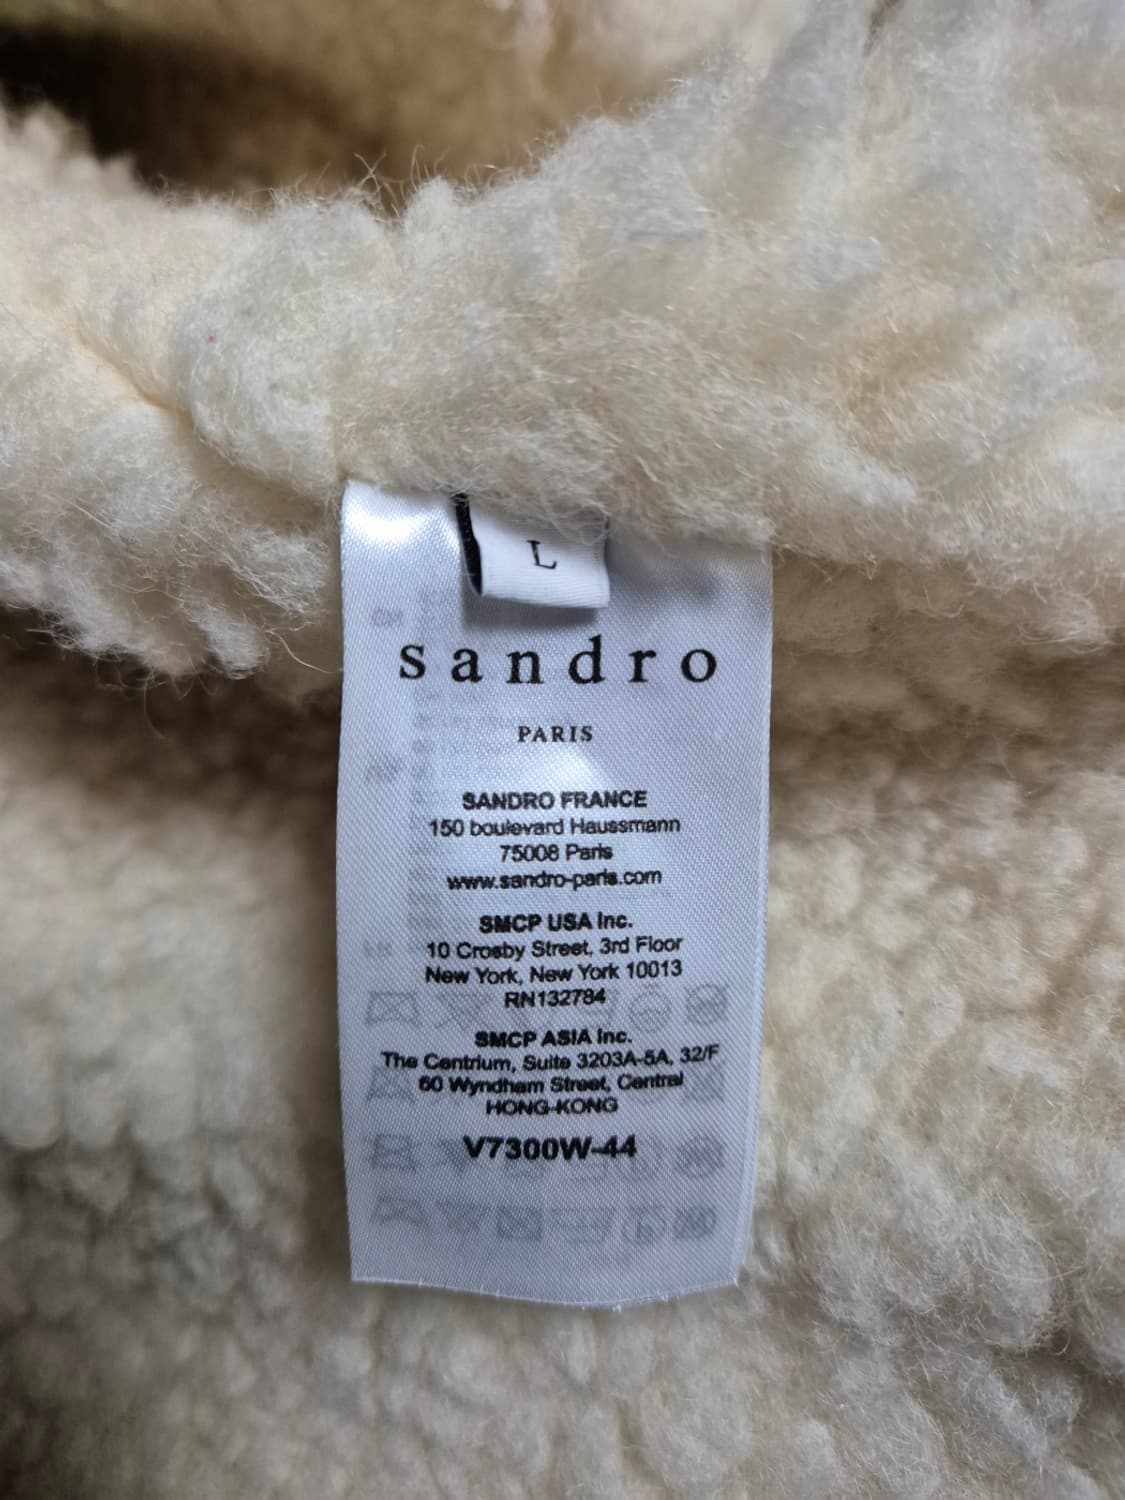 L
sandro
PARIS
SANDRO FRANCE
150 boulevard Haussmann
75008 Paris
www.sandro-paris.com
SMCP USA Inc.
10 Crosby Street, 3rd Floor
New York, New York 10013
RN132784
SMCP ASIA Inc.
The Centrium, Suite 3203A-5A, 32/F
60 Wyndham Street, Central
HONG-KONG
V7300W-44